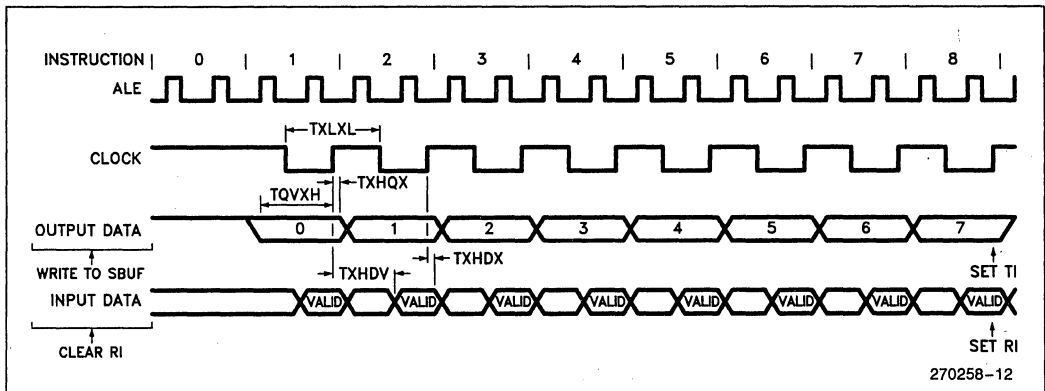 INSTRUCTION | 0 | 1 | 2 | 3 | 4 | 5 | 6 | 7 | 8 |
ALE
TXLXL
CLOCK
TXHQX
TQVXH
OUTPUT DATA 0 1 2 3 4 5 6 7
TXHDX
WRITE TO SBUF
TXHDV
SET TI
INPUT DATA VALID VALID VALID VALID VALID VALID VALID VALID
CLEAR RI
SET RI
270258-12